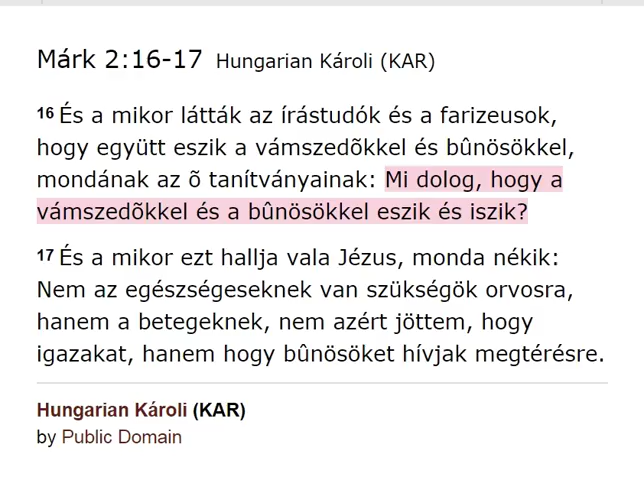 Márk 2:16-17 Hungarian Károli (KAR)
16 És a mikor látták az írástudók és a farizeusok,
hogy együtt eszik a vámszedõkkel és bûnösökkel,
mondának az õ tanítványainak: Mi dolog, hogy a
vámszedõkkel és a bûnösökkel eszik és iszik?
17 És a mikor ezt hallja vala Jézus, monda nékik:
Nem az egészségeseknek van szükségök orvosra,
hanem a betegeknek, nem azért jöttem, hogy
igazakat, hanem hogy bûnösöket hívjak megtérésre.
Hungarian Károli (KAR)
by Public Domain